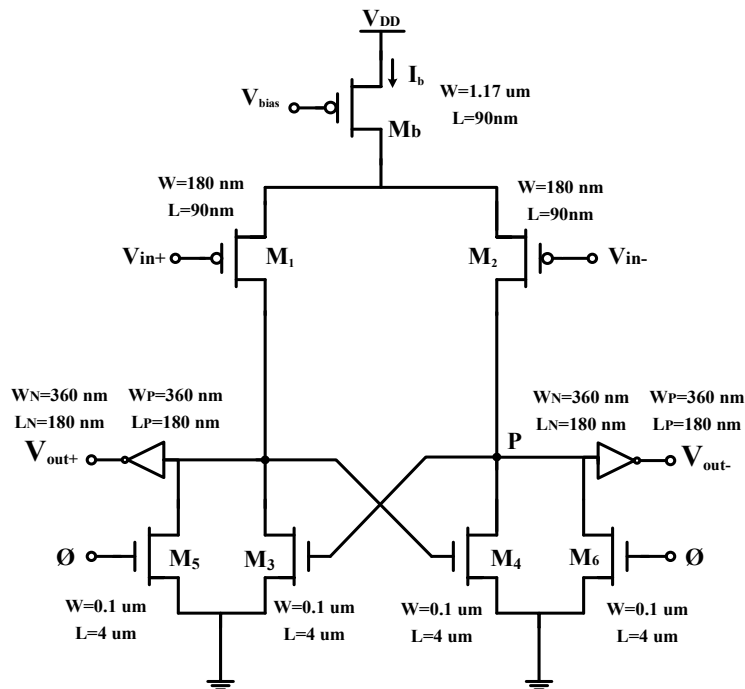 VDD
Ib
Vbias
W=1.17 um
L=90nm
Mb
W=180 nm
L=90nm
W=180 nm
L=90nm
Vin+
M1
M2
Vin-
WN=360 nm
WP=360 nm
LN=180 nm
LP=180 nm
WN=360 nm
WP=360 nm
LN=180 nm
LP=180 nm
Vout+
P
Vout-
Ø
M5
M3
M4
M6
Ø
W=0.1 um
L=4 um
W=0.1 um
L=4 um
W=0.1 um
L=4 um
W=0.1 um
L=4 um